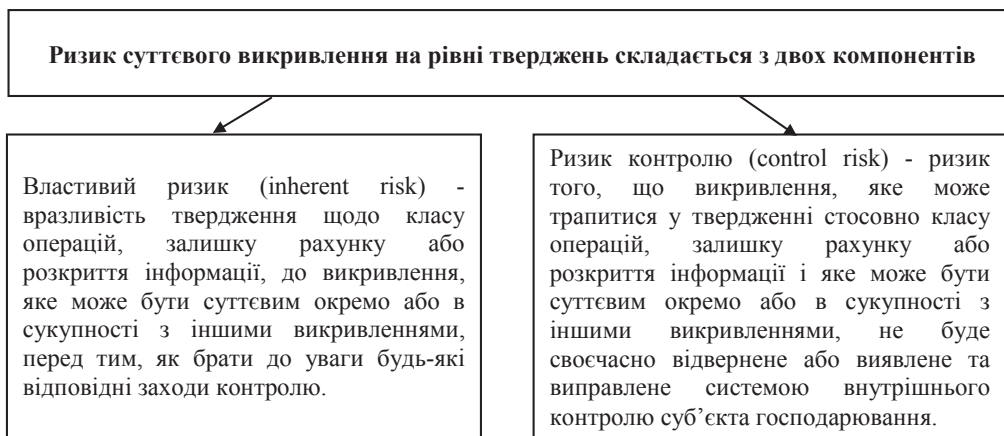 Ризик суттєвого викривлення на рівні тверджень складається з двох компонентів
Властивий ризик (inherent risk) -
вразливість твердження щодо класу
операцій, залишку рахунку або
розкриття інформації, до викривлення,
яке може бути суттєвим окремо або в
сукупності з іншими викривленнями,
перед тим, як брати до уваги будь-які
відповідні заходи контролю.
Ризик контролю (control risk) - ризик
того, що викривлення, яке може
трапитися у твердженні стосовно класу
операцій, залишку рахунку або
розкриття інформації і яке може бути
суттєвим окремо або в сукупності з
іншими викривленнями, не буде
своєчасно відвернене або виявлене та
виправлене системою внутрішнього
контролю суб’єкта господарювання.